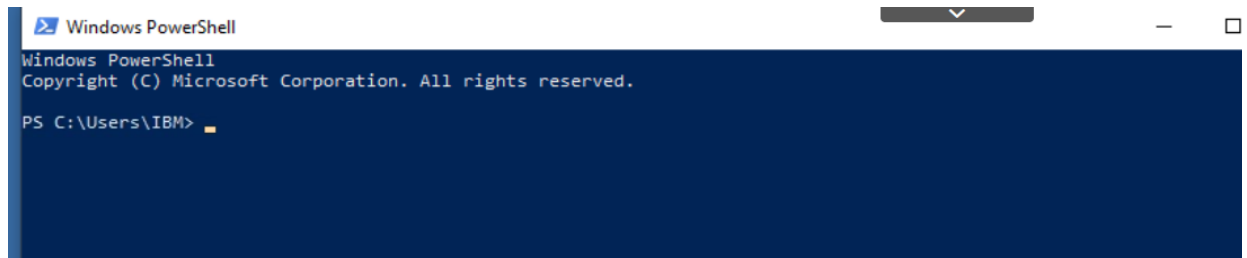 Windows PowerShell
Windows PowerShell
Copyright (C) Microsoft Corporation. All rights reserved.
PS C:\Users\IBM>